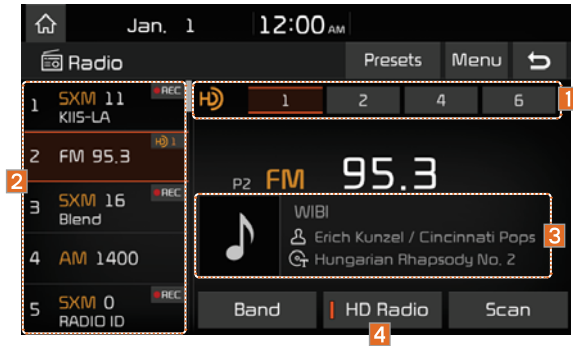 Jan. 1 12:00 AM
Radio Presets Menu
1 SXM 11 REC
KIIS-LA
2 FM 95.3 HD 1
3 SXM 16 REC
Blend
4 AM 1400
5 SXM 0 REC
RADIO ID
HD 1 2 4 6 1
2
P2 FM 95.3
WIBI
Erich Kunzel / Cincinnati Pops 3
Hungarian Rhapsody No. 2
Band HD Radio Scan
4